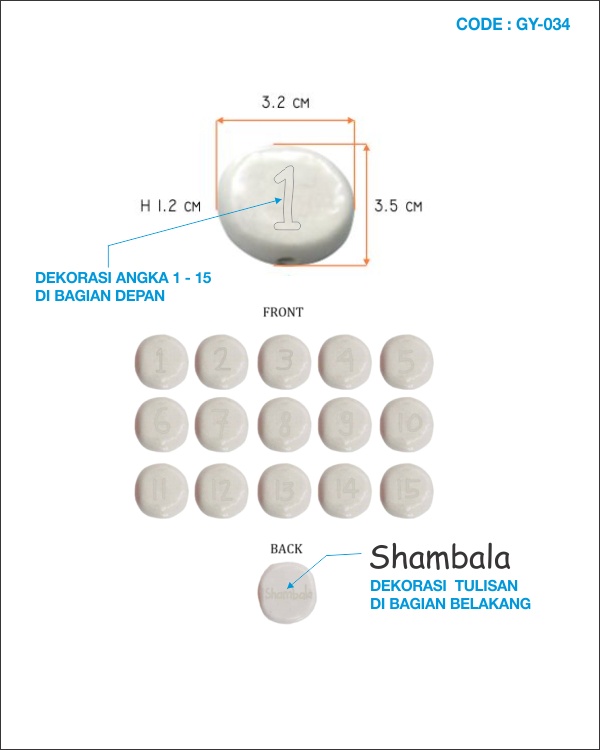 CODE : GY-034
3.2 CM
1
H 1.2 CM
3.5 CM
DEKORASI ANGKA 1 - 15
DI BAGIAN DEPAN
FRONT
1 2 3 4 5
6 7 8 9 10
11 12 13 14 15
BACK
Shambala
Shambala
DEKORASI TULISAN
DI BAGIAN BELAKANG